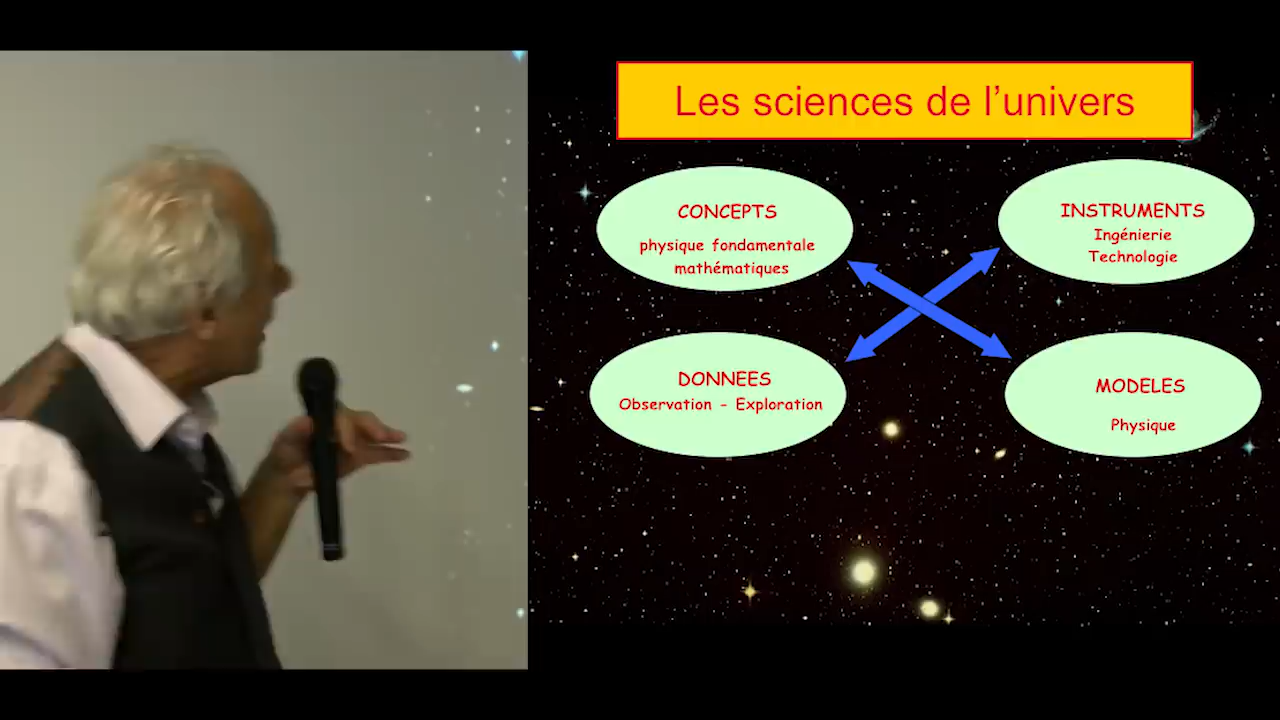 Les sciences de l’univers
CONCEPTS
physique fondamentale
mathématiques
INSTRUMENTS
Ingénierie
Technologie
DONNEES
Observation - Exploration
MODELES
Physique